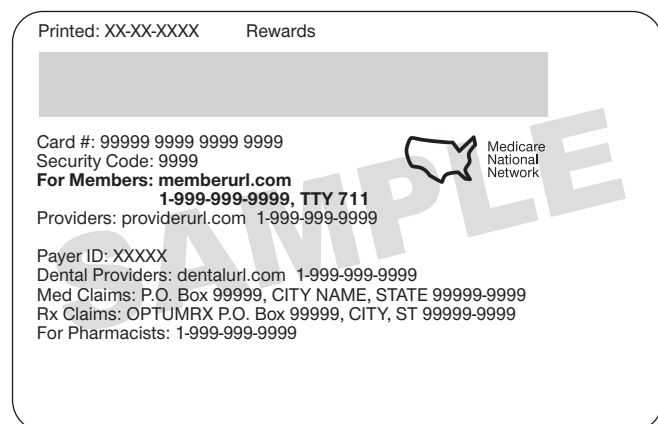 Printed: XX-XX-XXXX Rewards
Card #: 99999 9999 9999 9999
Security Code: 9999
For Members: memberurl.com
1-999-999-9999, TTY 711
Providers: providerurl.com 1-999-999-9999
Medicare
National
Network
Payer ID: XXXXX
Dental Providers: dentalurl.com 1-999-999-9999
Med Claims: P.O. Box 99999, CITY NAME, STATE 99999-9999
Rx Claims: OPTUMRX P.O. Box 99999, CITY, ST 99999-9999
For Pharmacists: 1-999-999-9999
SAMPLE